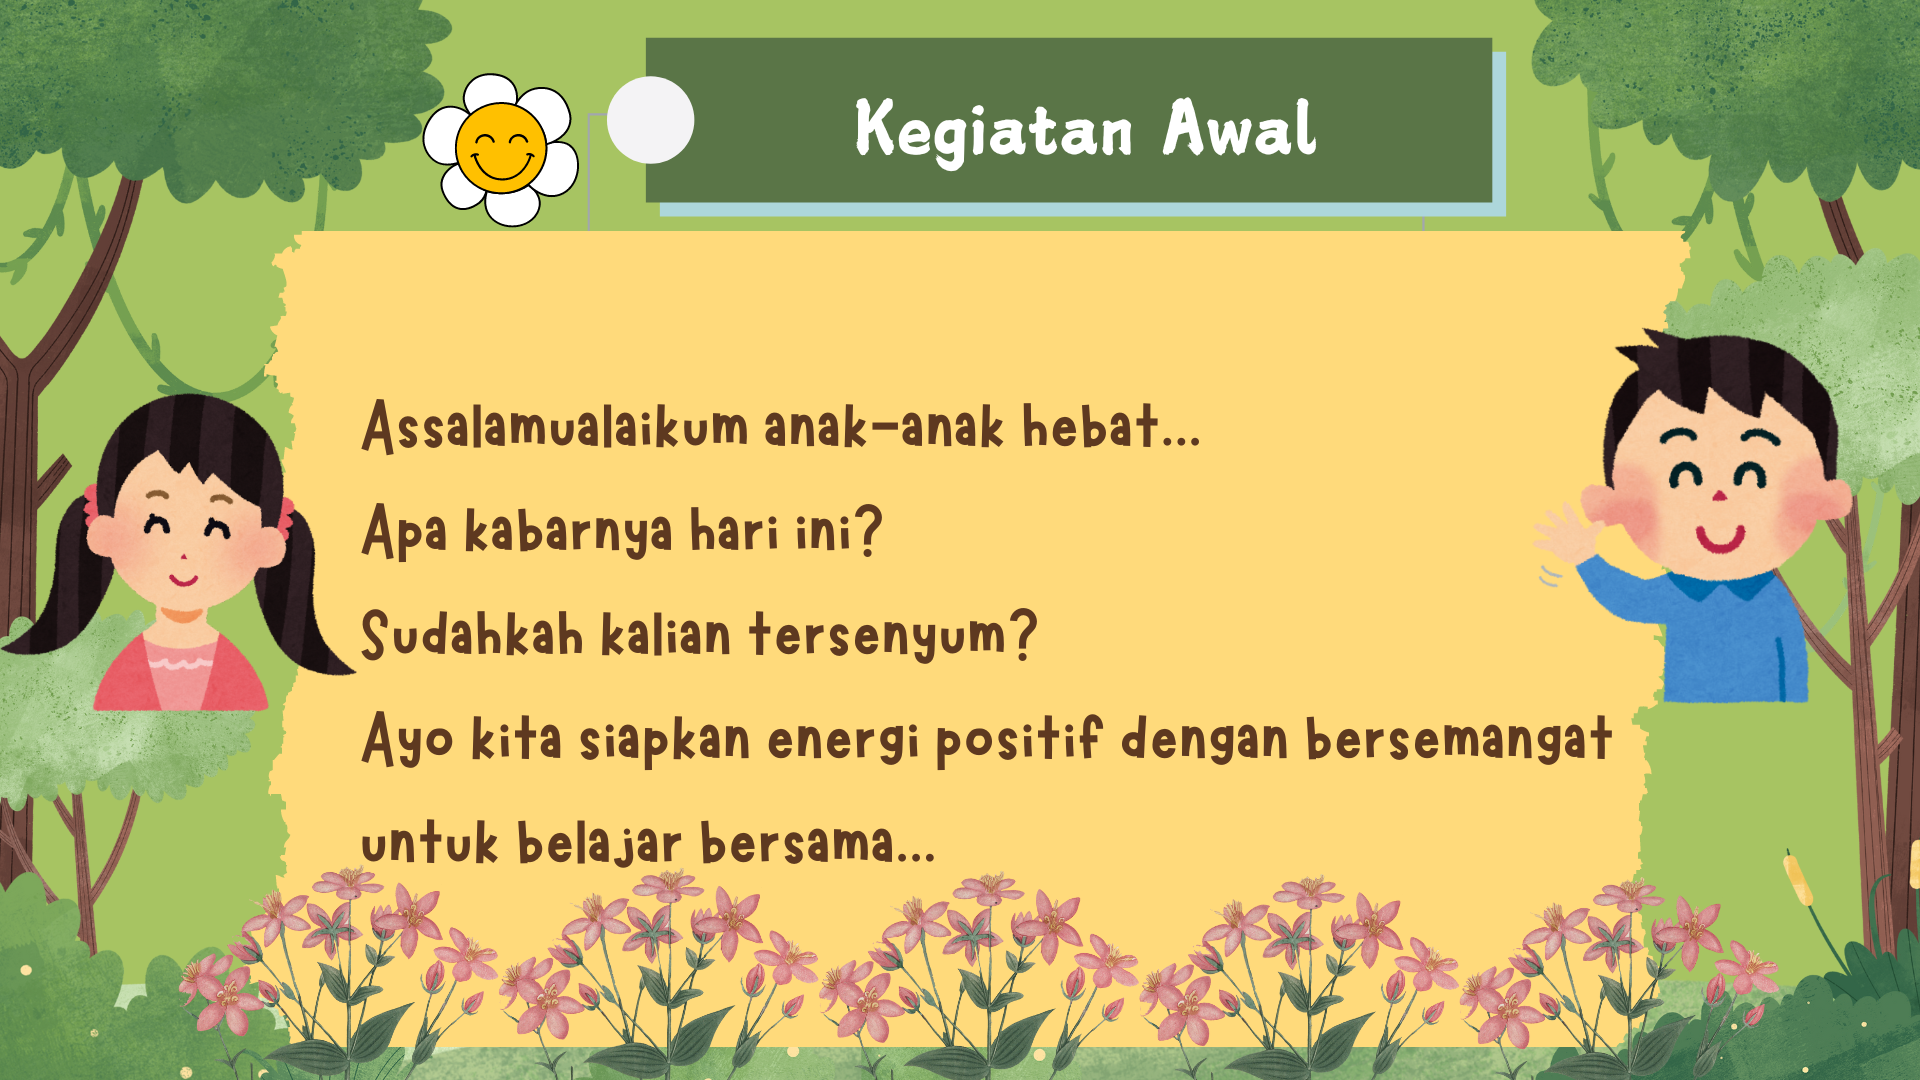 Kegiatan Awal
Assalamualaikum anak-anak hebat...
Apa kabarnya hari ini?
Sudahkah kalian tersenyum?
Ayo kita siapkan energi positif dengan bersemangat
untuk belajar bersama...